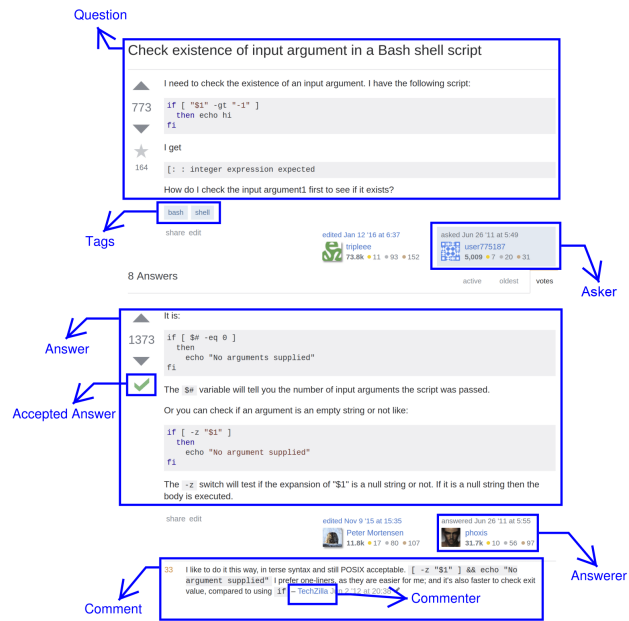 Question
Check existence of input argument in a Bash shell script
I need to check the existence of an input argument. I have the following script:
773
if [ "$1" -gt "-1" ]
then echo hi
fi
I get
164
[: : integer expression expected
How do I check the input argument1 first to see if it exists?
bash shell
Tags
share edit
edited Jan 12 '16 at 6:37
tripleee
73.8k 11 93 152
asked Jun 26 '11 at 5:49
user775187
5,009 7 20 31
Asker
8 Answers
active oldest votes
It is:
Answer
1373
if [ $# -eq 0 ]
then
echo "No arguments supplied"
fi
Accepted Answer
The $# variable will tell you the number of input arguments the script was passed.
Or you can check if an argument is an empty string or not like:
if [ -z "$1" ]
then
echo "No argument supplied"
fi
The -z switch will test if the expansion of "$1" is a null string or not. If it is a null string then the
body is executed.
share edit
edited Nov 9 '15 at 15:35
Peter Mortensen
11.8k 17 80 107
answered Jun 26 '11 at 5:55
phoxis
31.7k 10 56 97
Answerer
33 I like to do it this way, in terse syntax and still POSIX acceptable. [ -z "$1" ] && echo "No
argument supplied" I prefer one-liners, as they are easier for me; and it's also faster to check exit
value, compared to using if – TechZilla Jan 2 '12 at 20:38
Comment
Commenter